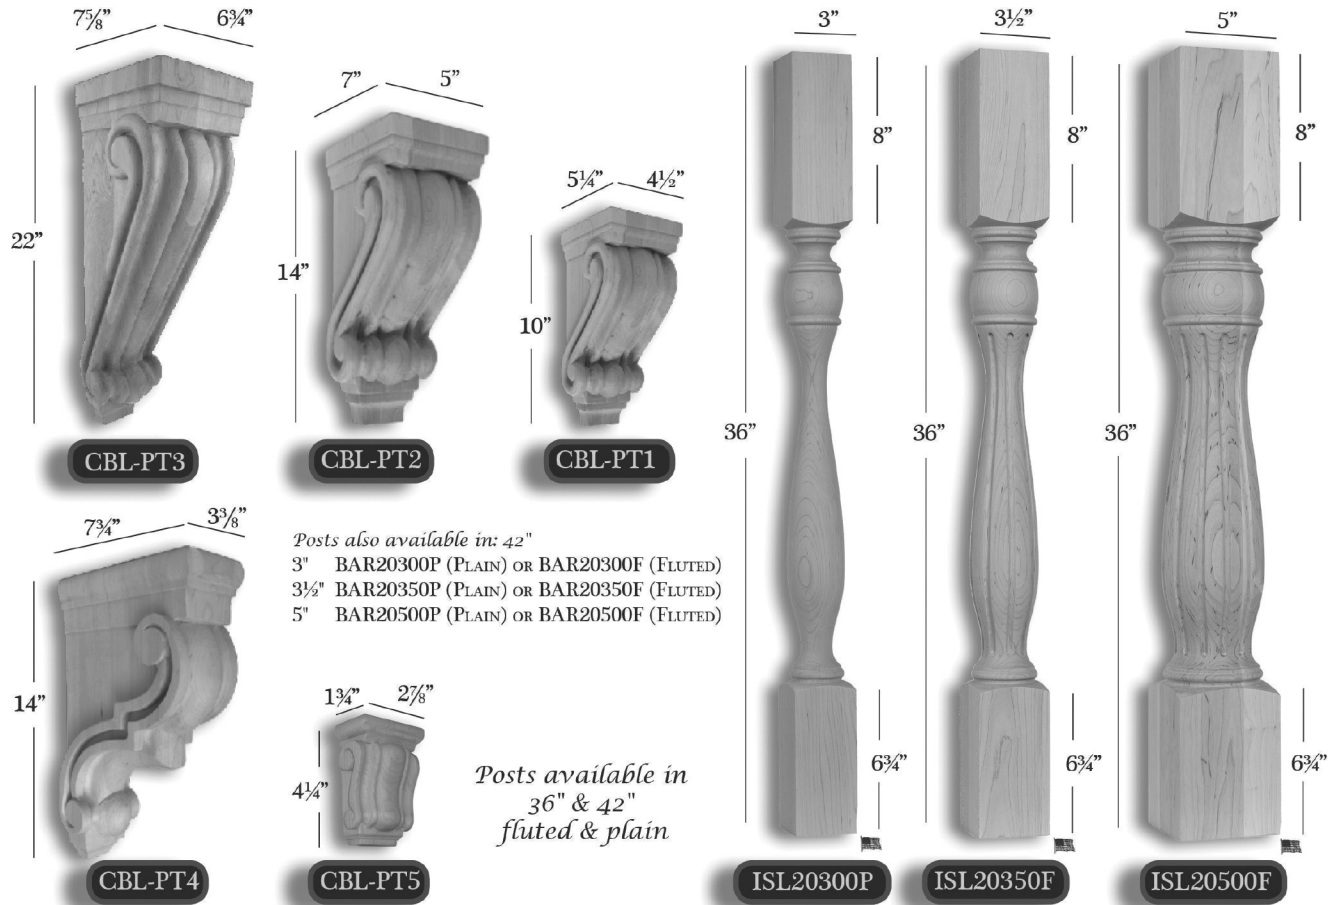 7⅝" 6¾"
22"
CBL-PT3
7" 5"
14"
CBL-PT2
5¼" 4½"
10"
CBL-PT1
3"
8"
36"
6¾"
ISL20300P
3½"
8"
36"
6¾"
ISL20350F
5"
8"
36"
6¾"
ISL20500F
7¾" 3⅜"
14"
CBL-PT4
Posts also available in: 42"
3" BAR20300P (Plain) or BAR20300F (Fluted)
3½" BAR20350P (Plain) or BAR20350F (Fluted)
5" BAR20500P (Plain) or BAR20500F (Fluted)
1¾" 2⅞"
4¼"
CBL-PT5
Posts available in
36" & 42"
fluted & plain